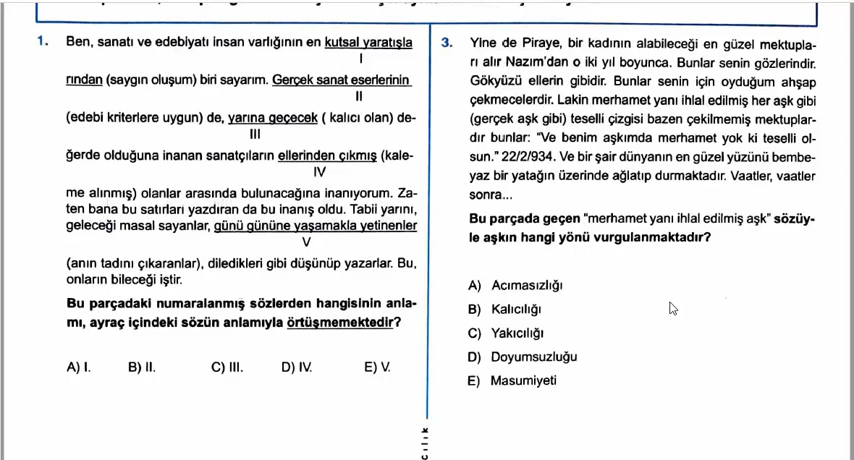 1. Ben, sanatı ve edebiyatı insan varlığının en kutsal yaratışla
I
rından (saygın oluşum) biri sayarım. Gerçek sanat eserlerinin
II
(edebi kriterlere uygun) de, yarına geçecek ( kalıcı olan) de-
III
ğerde olduğuna inanan sanatçıların ellerinden çıkmış (kale-
IV
me alınmış) olanlar arasında bulunacağına inanıyorum. Za-
ten bana bu satırları yazdıran da bu inanış oldu. Tabii yarını,
geleceği masal sayanlar, günü gününe yaşamakla yetinenler
V
(anın tadını çıkaranlar), diledikleri gibi düşünüp yazarlar. Bu,
onların bileceği iştir.
Bu parçadaki numaralanmış sözlerden hangisinin anla-
mı, ayraç içindeki sözün anlamıyla örtüşmemektedir?
A) I. B) II. C) III. D) IV. E) V.
3. Yine de Piraye, bir kadının alabileceği en güzel mektupla-
rı alır Nazım'dan o iki yıl boyunca. Bunlar senin gözlerindir.
Gökyüzü ellerin gibidir. Bunlar senin için oyduğum ahşap
çekmecelerdir. Lakin merhamet yanı ihlal edilmiş her aşk gibi
(gerçek aşk gibi) teselli çizgisi bazen çekilmemiş mektuplar-
dır bunlar: "Ve benim aşkımda merhamet yok ki teselli ol-
sun." 22/2/934. Ve bir şair dünyanın en güzel yüzünü bembe-
yaz bir yatağın üzerinde ağlatıp durmaktadır. Vaatler, vaatler
sonra...
Bu parçada geçen "merhamet yanı ihlal edilmiş aşk" sözüy-
le aşkın hangi yönü vurgulanmaktadır?
A) Acımasızlığı
B) Kalıcılığı
C) Yakıcılığı
D) Doyumsuzluğu
E) Masumiyeti